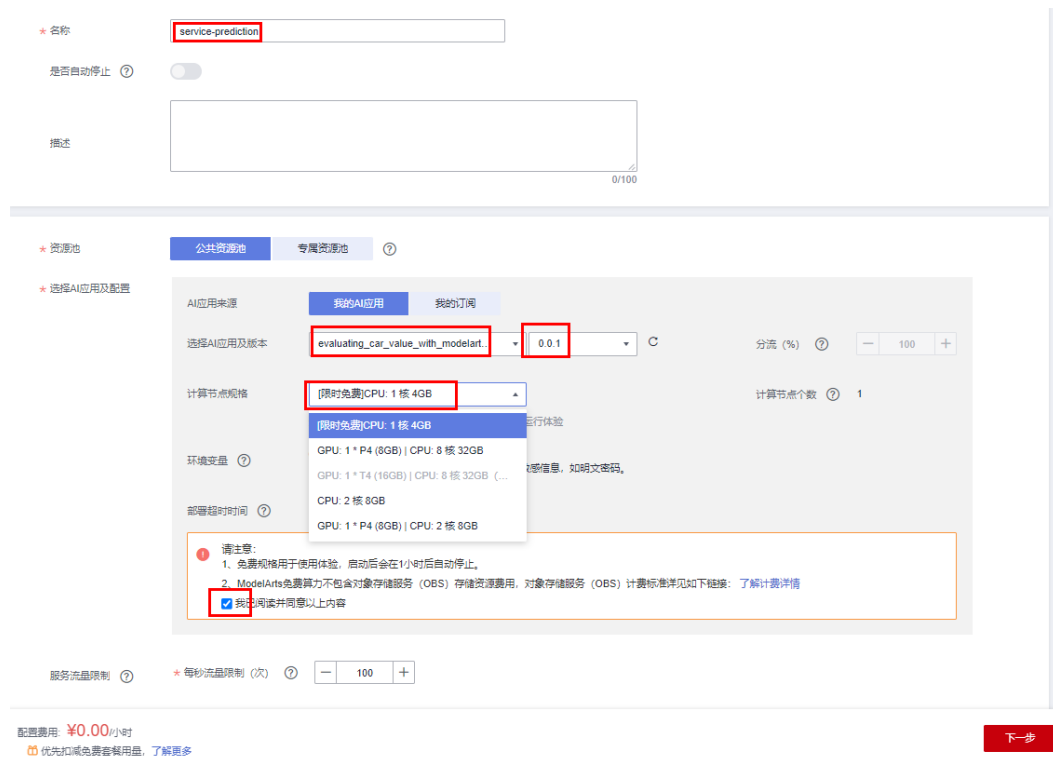 * 名称 service-prediction
是否自动停止 ?
描述
0/100
* 资源池 公共资源池 专属资源池 ?
* 选择AI应用及配置
AI应用来源 我的AI应用 我的订阅
选择AI应用及版本 evaluating_car_value_with_modelart... 0.0.1 分流 (%) ? − 100 +
计算节点规格 [限时免费]CPU: 1 核 4GB 计算节点个数 ? 1
[限时免费]CPU: 1 核 4GB
运行体验
GPU: 1 * P4 (8GB) | CPU: 8 核 32GB
环境变量 ? 敏感信息，如明文密码。
GPU: 1 * T4 (16GB) | CPU: 8 核 32GB（...
CPU: 2 核 8GB
部署超时时间 ?
GPU: 1 * P4 (8GB) | CPU: 2 核 8GB
! 请注意：
1、免费规格用于使用体验，启动后会在1小时后自动停止。
2、ModelArts免费算力不包含对象存储服务（OBS）存储资源费用，对象存储服务（OBS）计费标准详见如下链接： 了解计费详情
我已阅读并同意以上内容
服务流量限制 ? * 每秒流量限制（次） ? − 100 +
配置费用: ¥0.00/小时
优先扣减免费套餐用量，了解更多
下一步